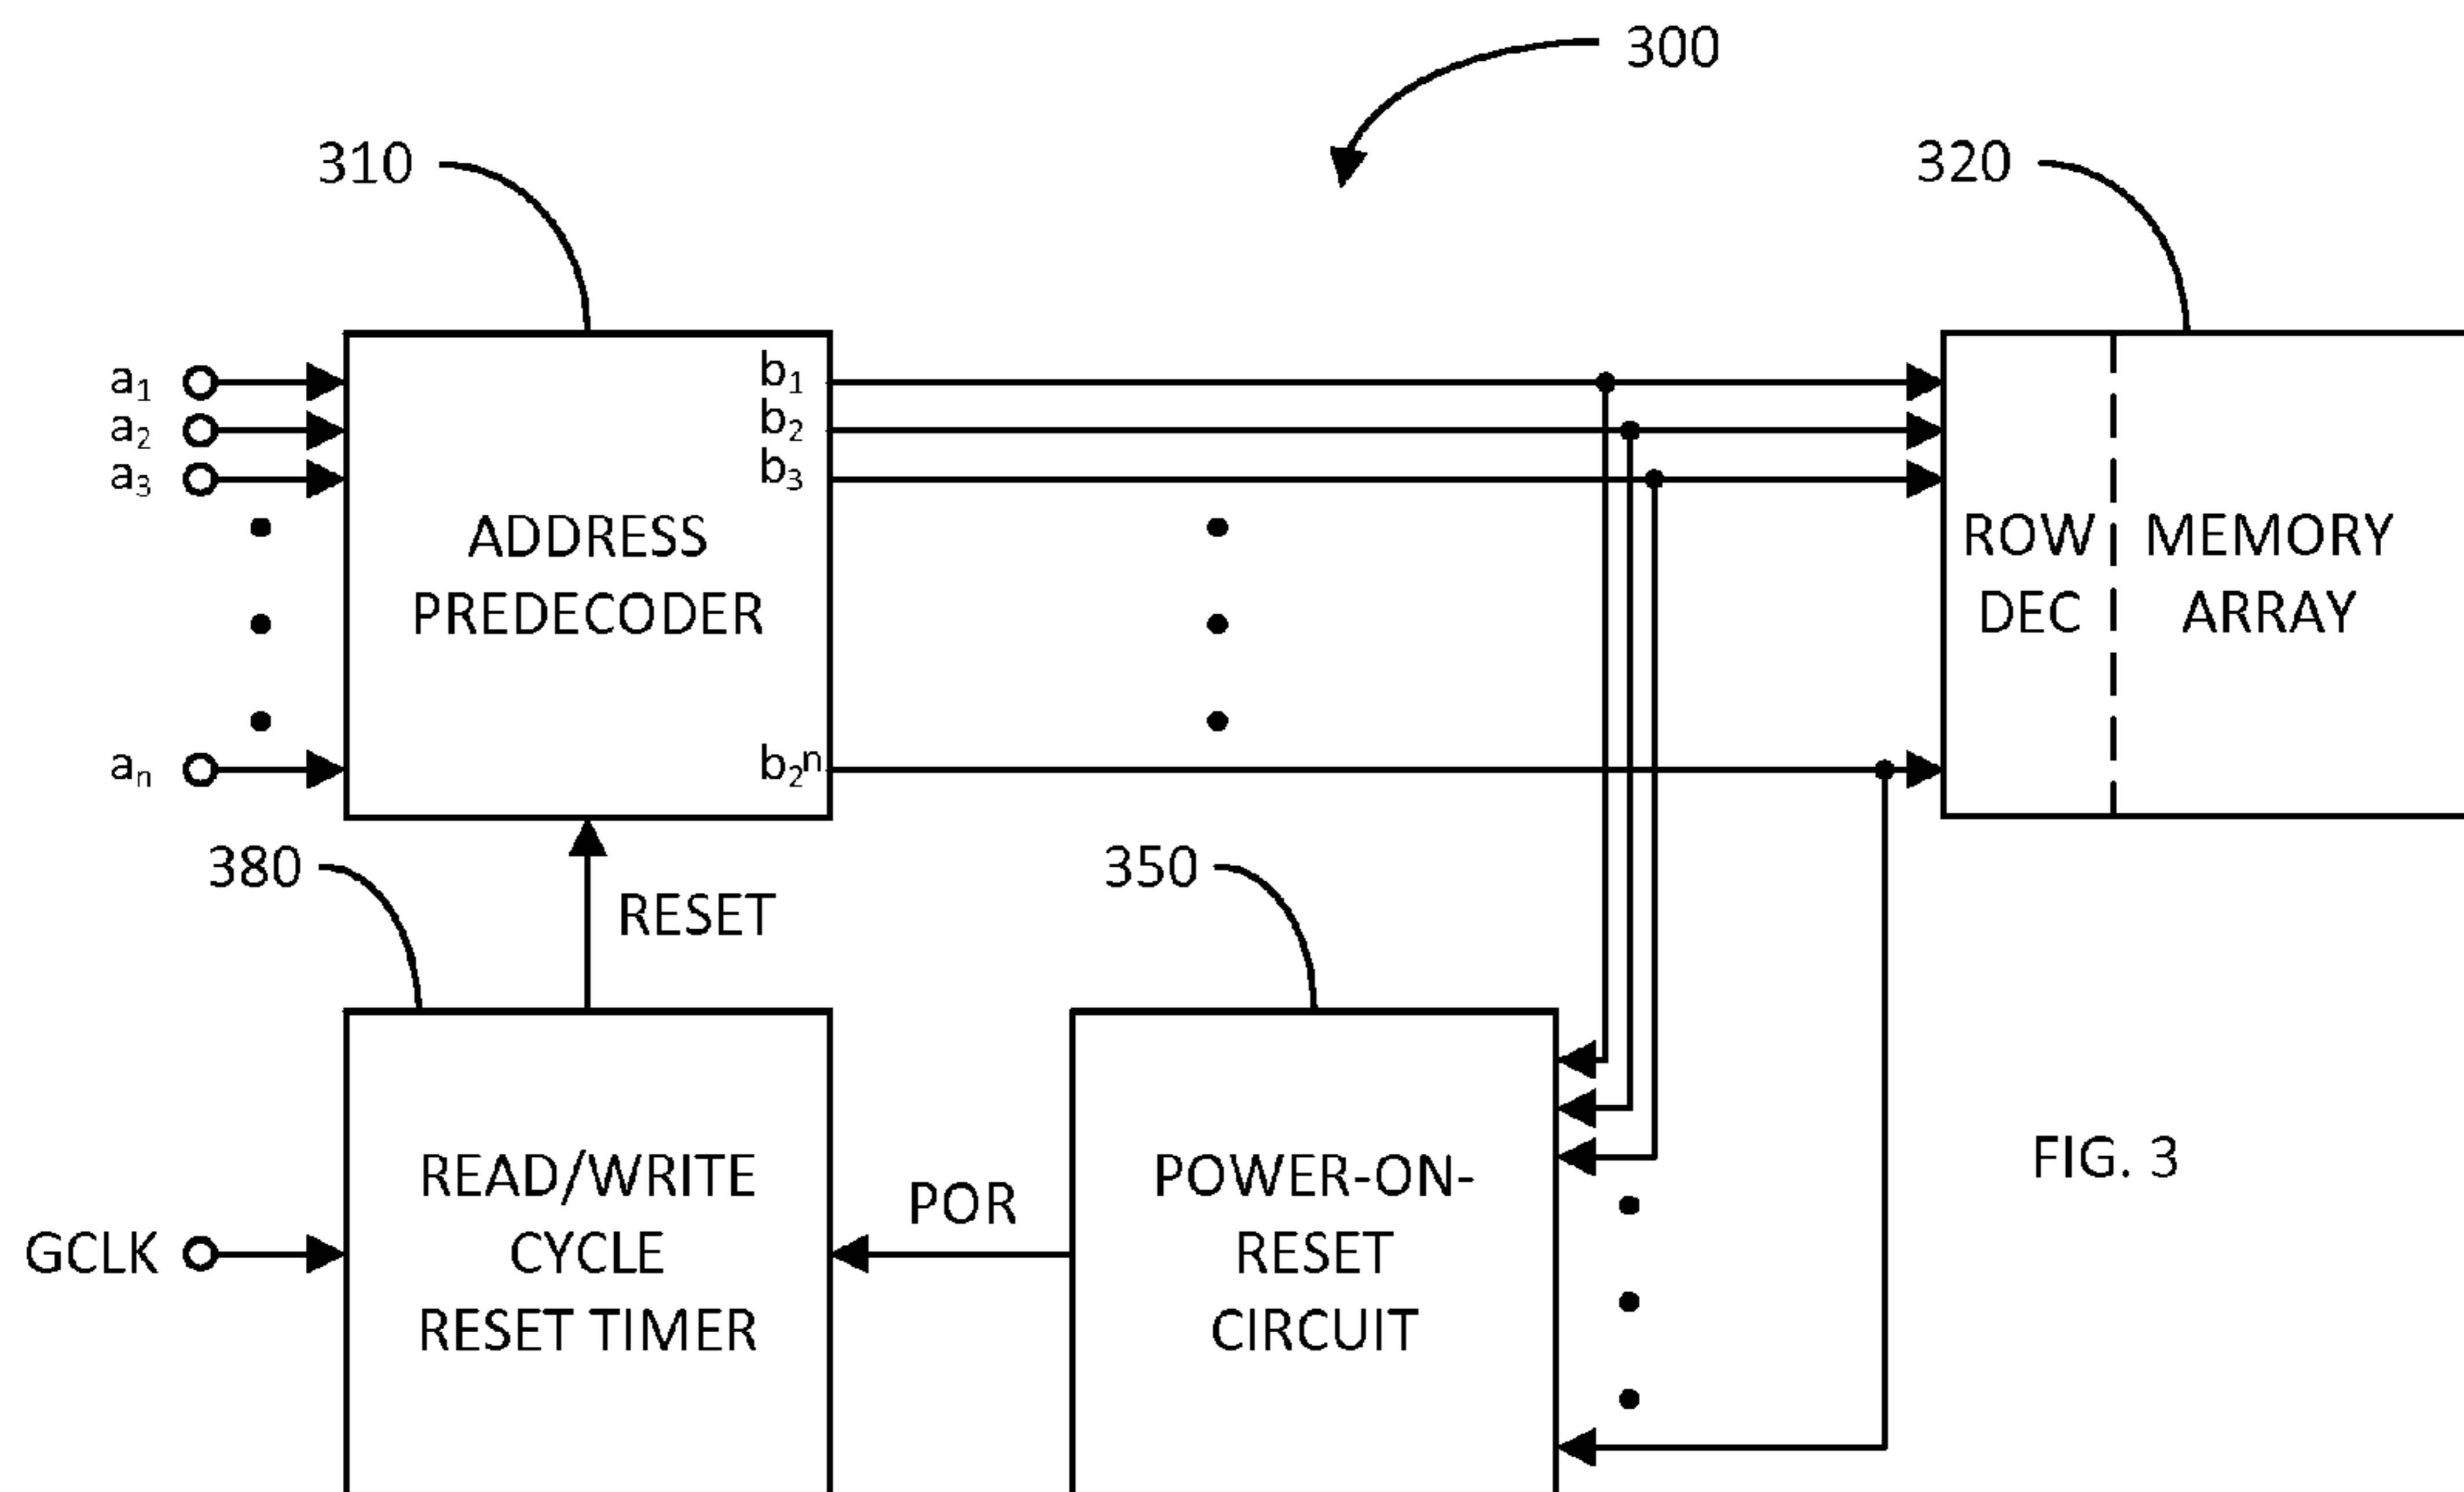 300
310
320
a₁
a₂
a₃
aₙ
b₁
b₂
b₃
b₂ⁿ
ADDRESS
PREDECODER
ROW
DEC
MEMORY
ARRAY
380
RESET
350
READ/WRITE
CYCLE
RESET TIMER
GCLK
POR
POWER-ON-
RESET
CIRCUIT
FIG. 3